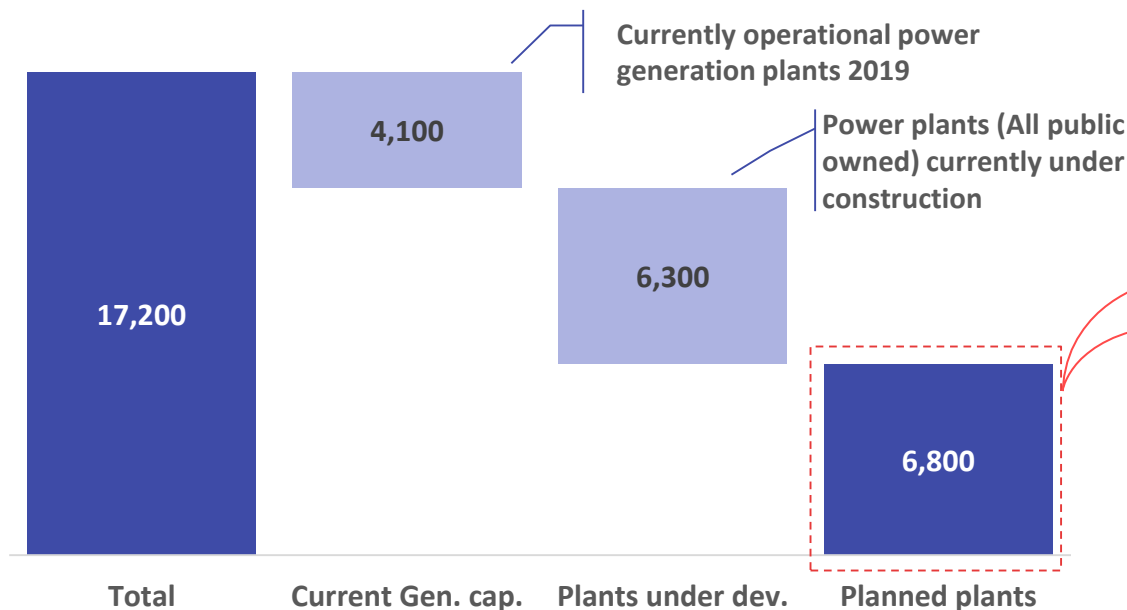 Currently operational power
generation plants 2019
4,100
Power plants (All public
owned) currently under
construction
6,300
17,200
6,800
Total
Current Gen. cap.
Plants under dev.
Planned plants